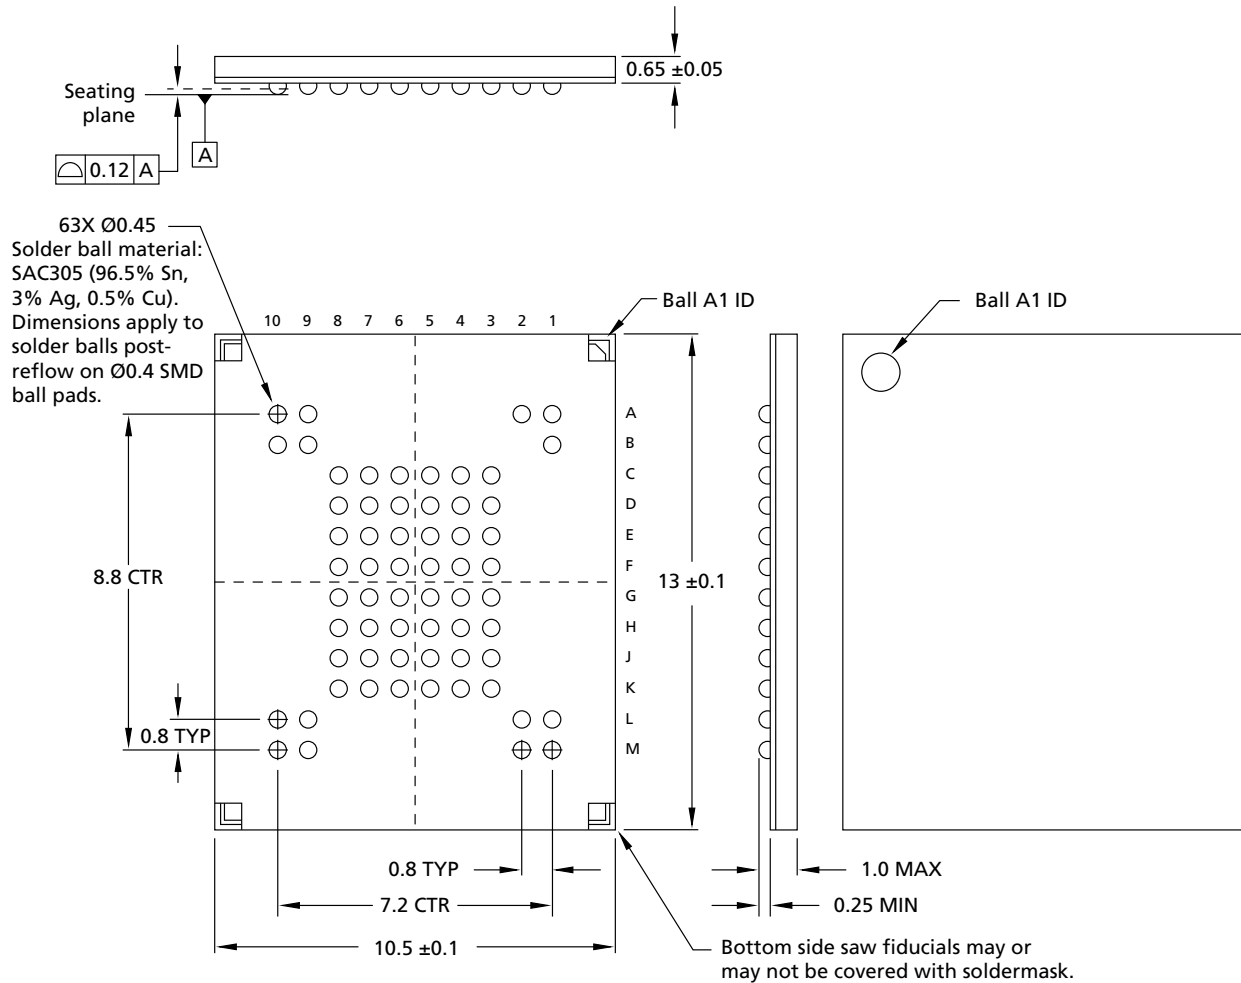 0.65 ±0.05
Seating
plane
0.12 A
A
63X Ø0.45
Solder ball material:
SAC305 (96.5% Sn,
3% Ag, 0.5% Cu).
Dimensions apply to
solder balls post-
reflow on Ø0.4 SMD
ball pads.
Ball A1 ID
Ball A1 ID
10 9 8 7 6 5 4 3 2 1
A
B
C
D
E
F
G
H
J
K
L
M
8.8 CTR
13 ±0.1
0.8 TYP
0.8 TYP
1.0 MAX
7.2 CTR
0.25 MIN
10.5 ±0.1
Bottom side saw fiducials may or
may not be covered with soldermask.